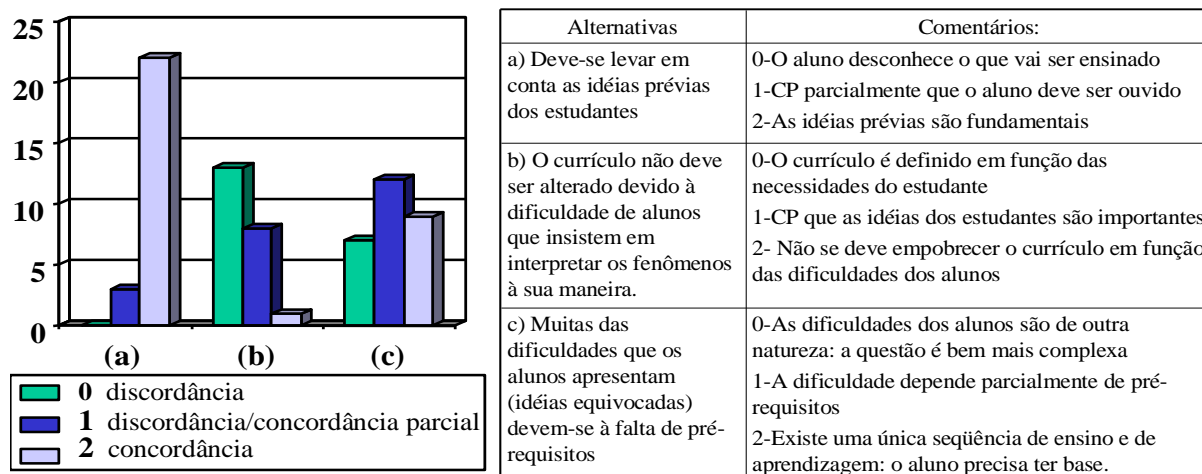 25
20
15
10
5
0
(a) (b) (c)
0 discordância
1 discordância/concordância parcial
2 concordância
Alternativas
Comentários:
a) Deve-se levar em
conta as idéias prévias
dos estudantes
0-O aluno desconhece o que vai ser ensinado
1-CP parcialmente que o aluno deve ser ouvido
2-As idéias prévias são fundamentais
b) O currículo não deve
ser alterado devido à
dificuldade de alunos
que insistem em
interpretar os fenômenos
à sua maneira.
0-O currículo é definido em função das
necessidades do estudante
1-CP que as idéias dos estudantes são importantes
2- Não se deve empobrecer o currículo em função
das dificuldades dos alunos
c) Muitas das
dificuldades que os
alunos apresentam
(idéias equivocadas)
devem-se à falta de pré-
requisitos
0-As dificuldades dos alunos são de outra
natureza: a questão é bem mais complexa
1-A dificuldade depende parcialmente de pré-
requisitos
2-Existe uma única seqüência de ensino e de
aprendizagem: o aluno precisa ter base.